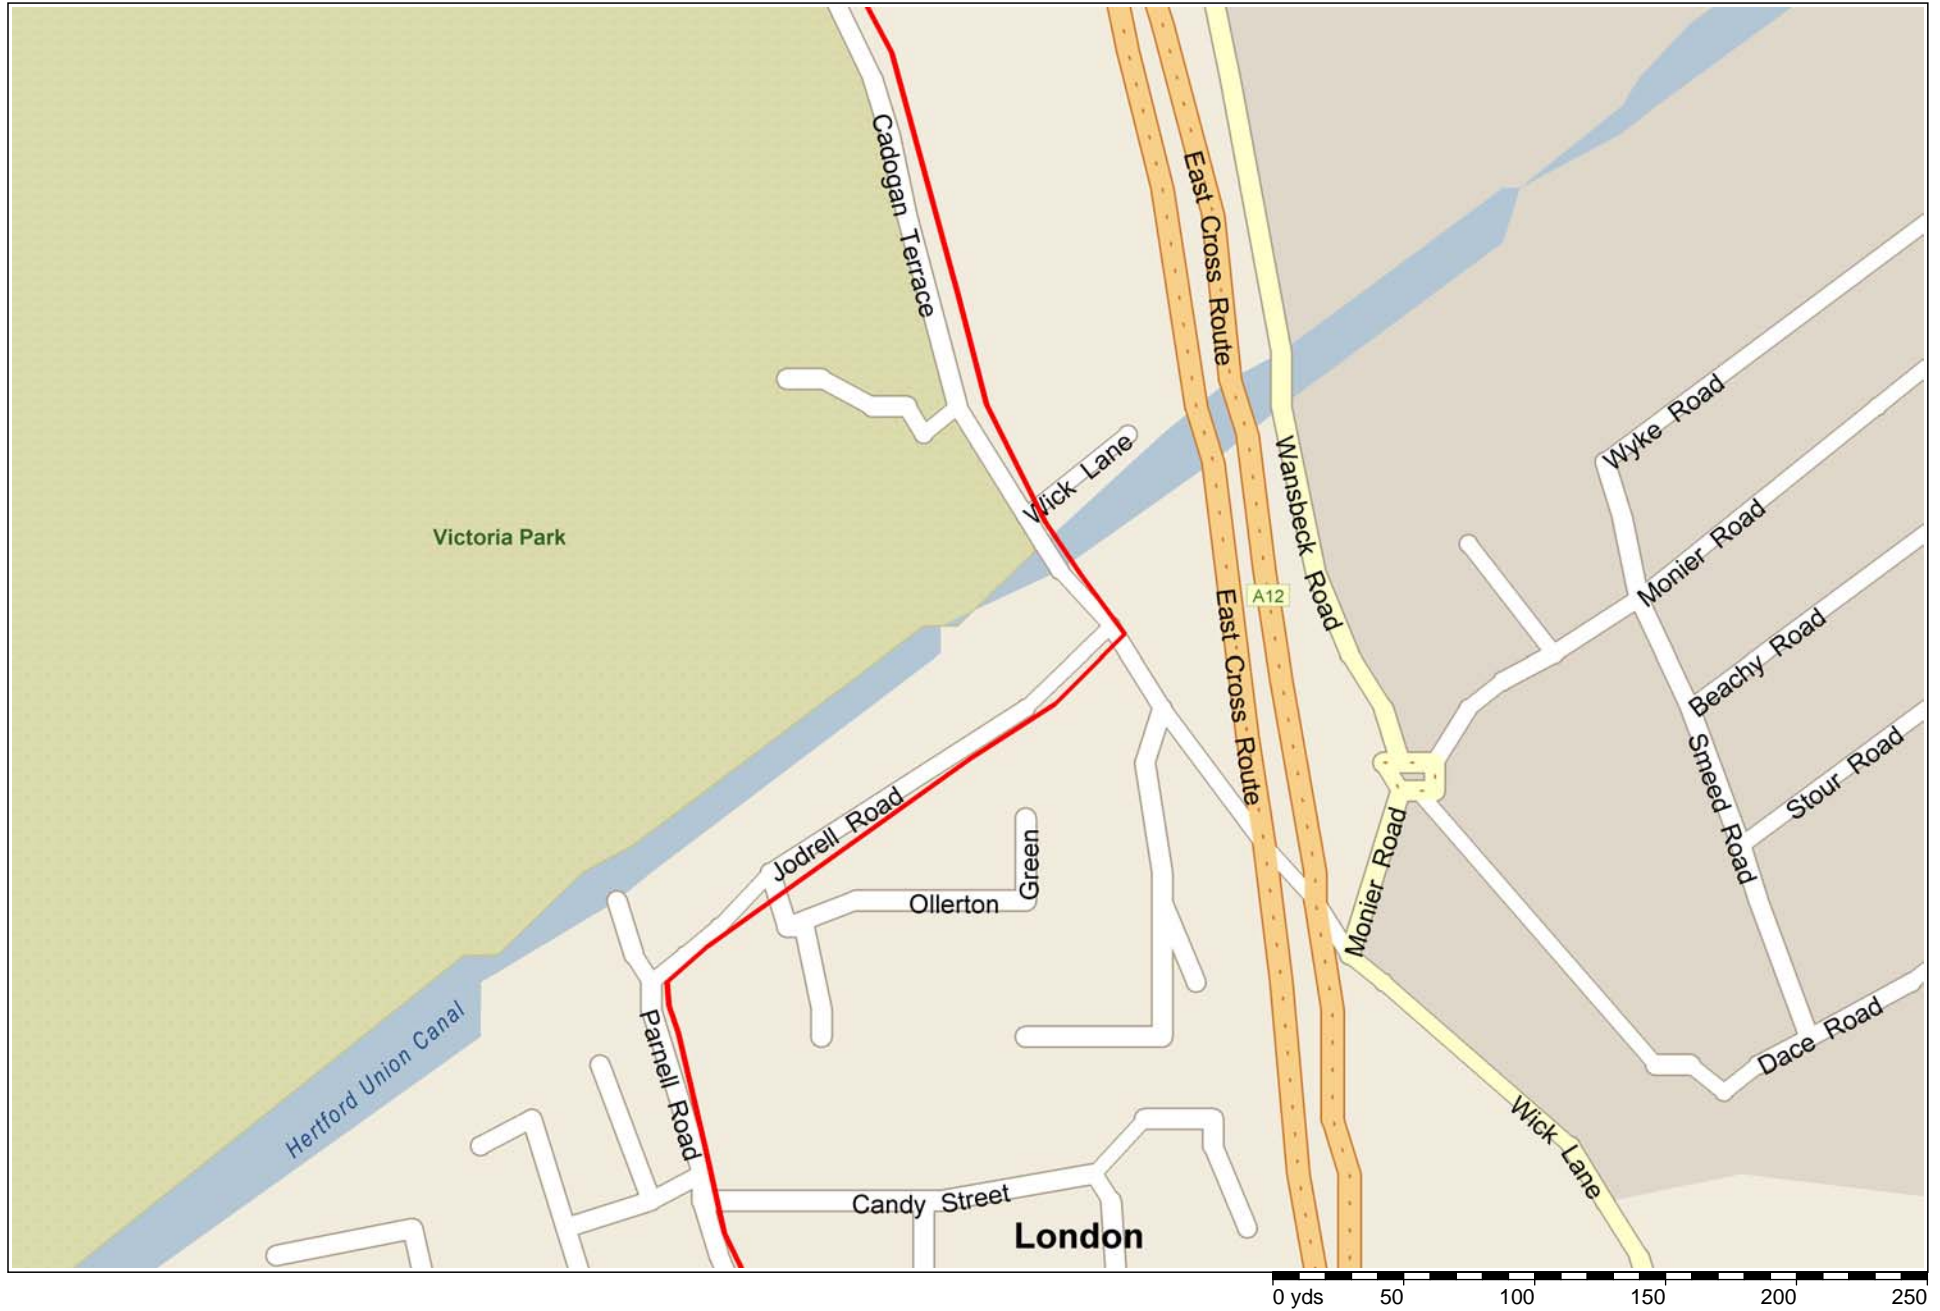 Cadogan Terrace
East Cross Route
Wyke Road
Wick Lane
Wansbeck Road
Monier Road
Victoria Park
A12
East Cross Route
Beachy Road
Smeed Road
Stour Road
Jodrell Road
Monier Road
Ollerton Green
Hertford Union Canal
Parnell Road
Dace Road
Wick Lane
Candy Street
London
0 yds 50 100 150 200 250